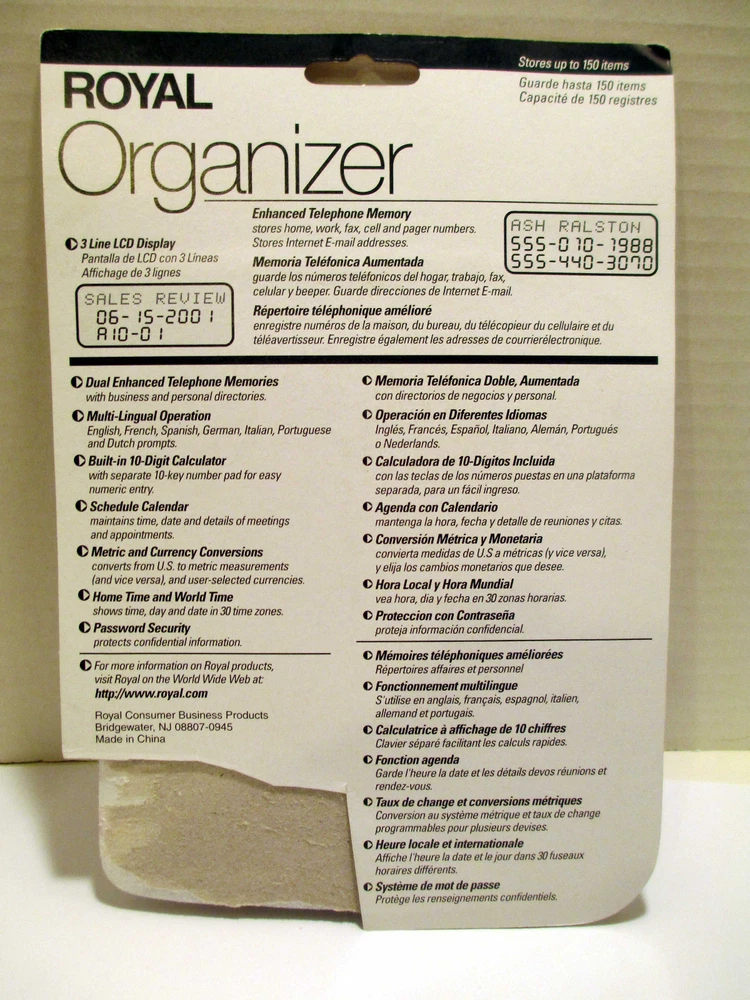 Stores up to 150 items
Guarde hasta 150 items
Capacité de 150 registres
ROYAL
Organizer
3 Line LCD Display
Pantalla de LCD con 3 Líneas
Affichage de 3 lignes
SALES REVIEW
06-15-2001
A10-01
Enhanced Telephone Memory
stores home, work, fax, cell and pager numbers.
Stores Internet E-mail addresses.
Memoria Teléfonica Aumentada
guarde los números teléfonicos del hogar, trabajo, fax,
celular y beeper. Guarde direcciones de Internet E-mail.
Répertoire téléphonique amélioré
enregistre numéros de la maison, du bureau, du télécopieur du cellulaire et du
téléavertisseur. Enregistre également les adresses de courrierélectronique.
ASH RALSTON
555-010-1988
555-440-3070
Dual Enhanced Telephone Memories
with business and personal directories.
Multi-Lingual Operation
English, French, Spanish, German, Italian, Portuguese
and Dutch prompts.
Built-in 10-Digit Calculator
with separate 10-key number pad for easy
numeric entry.
Schedule Calendar
maintains time, date and details of meetings
and appointments.
Metric and Currency Conversions
converts from U.S. to metric measurements
(and vice versa), and user-selected currencies.
Home Time and World Time
shows time, day and date in 30 time zones.
Password Security
protects confidential information.
For more information on Royal products,
visit Royal on the World Wide Web at:
http://www.royal.com
Royal Consumer Business Products
Bridgewater, NJ 08807-0945
Made in China
Memoria Teléfonica Doble, Aumentada
con directorios de negocios y personal.
Operación en Diferentes Idiomas
Inglés, Francés, Español, Italiano, Alemán, Portugués
o Nederlands.
Calculadora de 10-Dígitos Incluida
con las teclas de los números puestas en una plataforma
separada, para un fácil ingreso.
Agenda con Calendario
mantenga la hora, fecha y detalle de reuniones y citas.
Conversión Métrica y Monetaria
convierta medidas de U.S a métricas (y vice versa),
y elija los cambios monetarios que desee.
Hora Local y Hora Mundial
vea hora, dia y fecha en 30 zonas horarias.
Proteccion con Contraseña
proteja información confidencial.
Mémoires téléphoniques améliorées
Répertoires affaires et personnel
Fonctionnement multilingue
S'utilise en anglais, français, espagnol, italien,
allemand et portugais.
Calculatrice à affichage de 10 chiffres
Clavier séparé facilitant les calculs rapides.
Fonction agenda
Garde l'heure la date et les détails devos réunions et
rendez-vous.
Taux de change et conversions métriques
Conversion au système métrique et taux de change
programmables pour plusieurs devises.
Heure locale et internationale
Affiche l'heure la date et le jour dans 30 fuseaux
horaires différents.
Système de mot de passe
Protège les renseignements confidentiels.